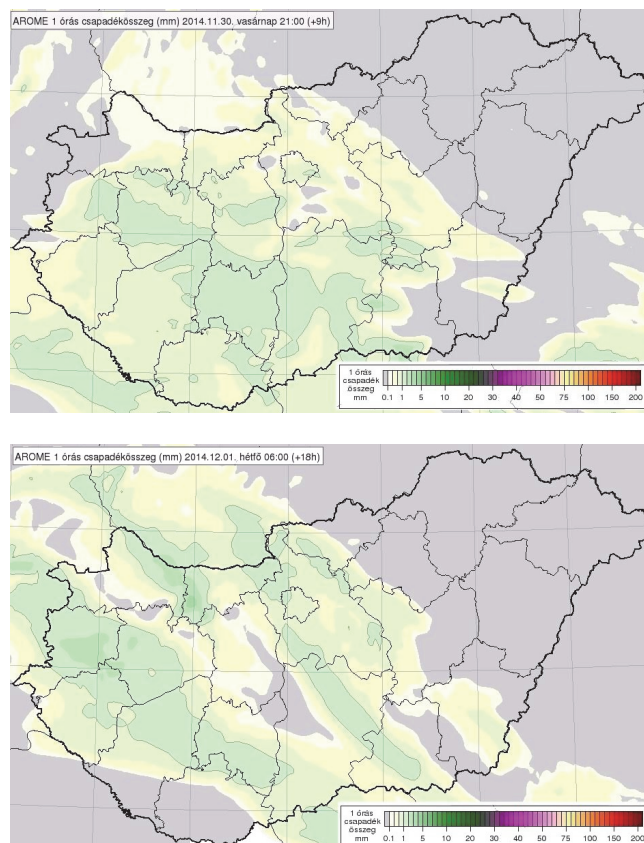 AROME 1 órás csapadékösszeg (mm) 2014.11.30. vasárnap 21:00 (+9h)
1 órás
csapadék
összeg
mm
0.1 1 5 10 20 30 40 50 75 100 150 200
AROME 1 órás csapadékösszeg (mm) 2014.12.01. hétfő 06:00 (+18h)
1 órás
csapadék
összeg
mm
0.1 1 5 10 20 30 40 50 75 100 150 200